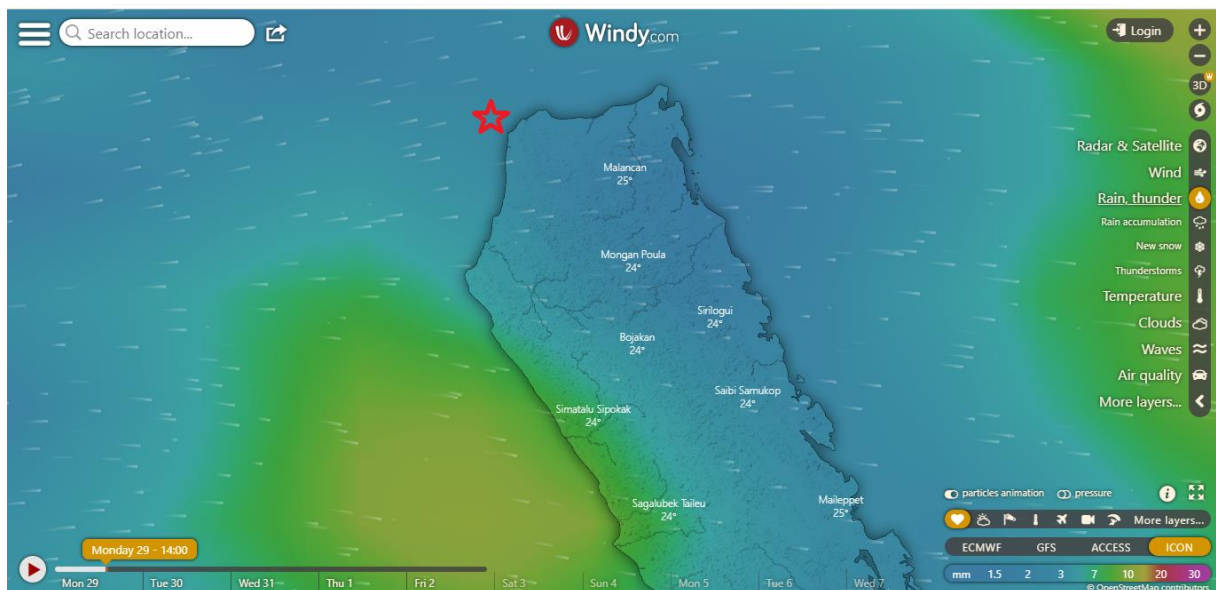 Search location...
Windy.com
Login
3D
Radar & Satellite
Wind
Rain, thunder
Rain accumulation
New snow
Thunderstorms
Temperature
Clouds
Waves
Air quality
More layers...
Malancan
25°
Mongan Poula
24°
Sirilogui
24°
Bojakan
24°
Saibi Samukop
24°
Simatalu Sipokak
24°
Sagalubek Taileu
24°
Maileppet
25°
particles animation pressure
More layers...
ECMWF GFS ACCESS ICON
mm 1.5 2 3 7 10 20 30
© OpenStreetMap contributors
Monday 29 - 14:00
Mon 29 Tue 30 Wed 31 Thu 1 Fri 2 Sat 3 Sun 4 Mon 5 Tue 6 Wed 7